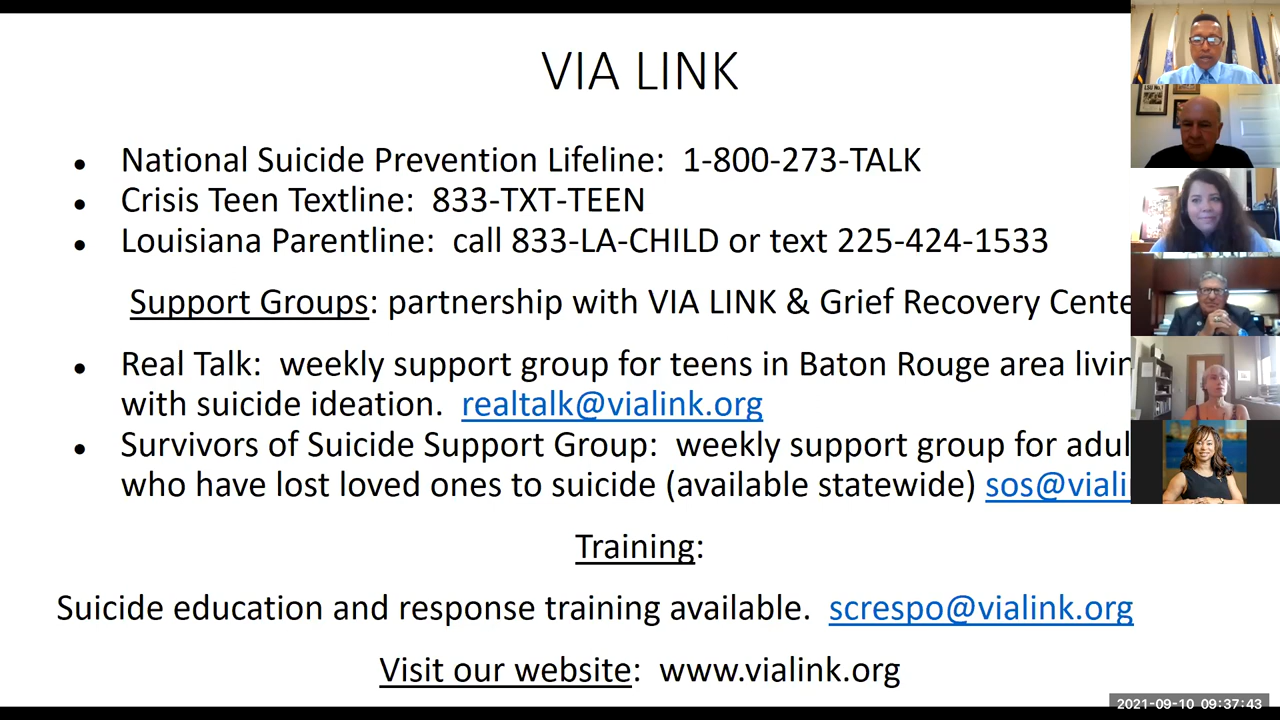 VIA LINK
• National Suicide Prevention Lifeline: 1-800-273-TALK
• Crisis Teen Textline: 833-TXT-TEEN
• Louisiana Parentline: call 833-LA-CHILD or text 225-424-1533
Support Groups: partnership with VIA LINK & Grief Recovery Cente
• Real Talk: weekly support group for teens in Baton Rouge area livin
with suicide ideation. realtalk@vialink.org
• Survivors of Suicide Support Group: weekly support group for adul
who have lost loved ones to suicide (available statewide) sos@viali
Training:
Suicide education and response training available. screspo@vialink.org
Visit our website: www.vialink.org
2021-09-10 09:37:43